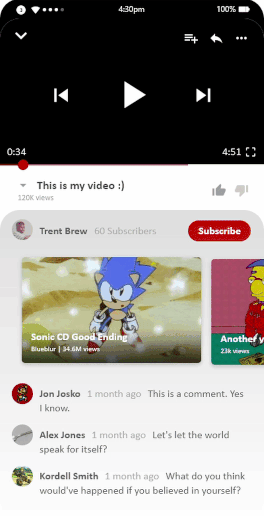 4:30pm
100%
0:34
4:51
This is my video :)
120K views
Trent Brew 60 Subscribers
Subscribe
Sonic CD Good Ending
Blueblur | 34.6M views
Another y
23k views
Jon Josko 1 month ago This is a comment. Yes
I know.
Alex Jones 1 month ago Let's let the world
speak for itself?
Kordell Smith 1 month ago What do you think
would've happened if you believed in yourself?